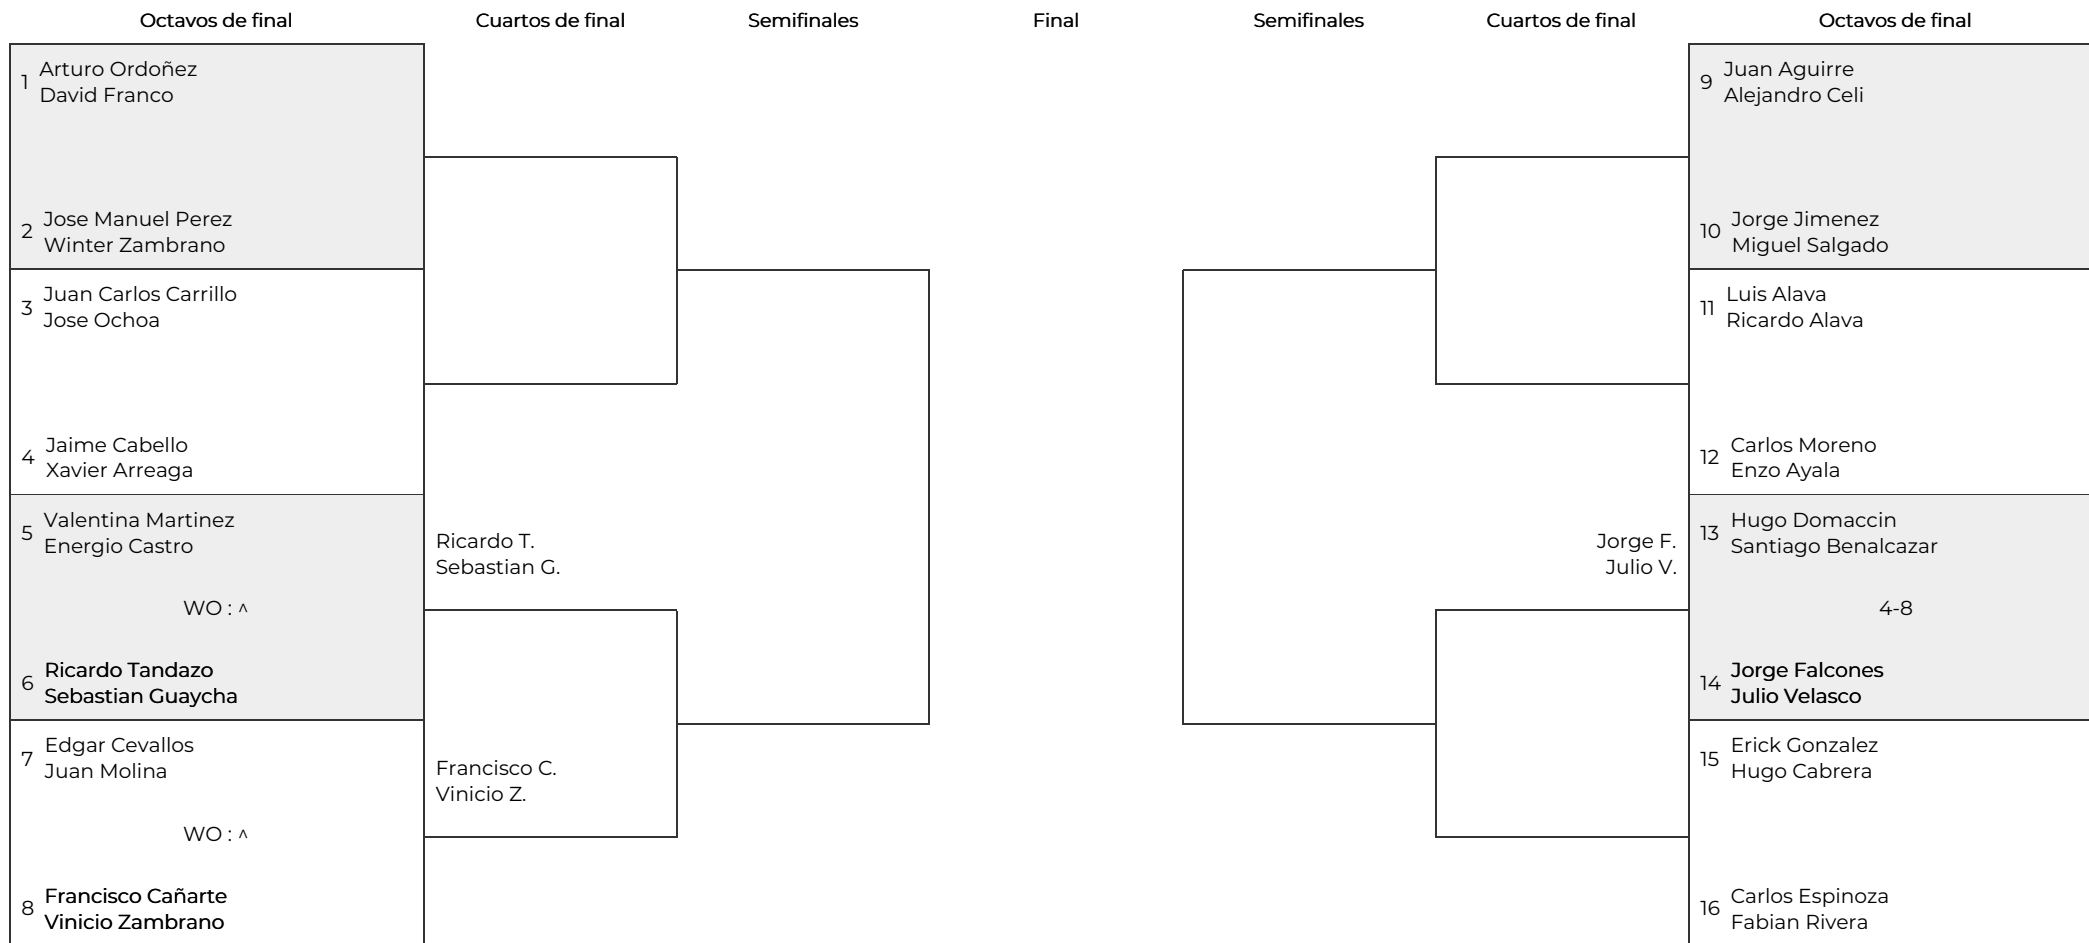 Octavos de final
Cuartos de final
Semifinales
Final
Semifinales
Cuartos de final
Octavos de final
1
Arturo Ordoñez
David Franco
2
Jose Manuel Perez
Winter Zambrano
3
Juan Carlos Carrillo
Jose Ochoa
4
Jaime Cabello
Xavier Arreaga
5
Valentina Martinez
Energio Castro
WO : ^
6
Ricardo Tandazo
Sebastian Guaycha
7
Edgar Cevallos
Juan Molina
WO : ^
8
Francisco Cañarte
Vinicio Zambrano
Ricardo T.
Sebastian G.
Francisco C.
Vinicio Z.
Jorge F.
Julio V.
9
Juan Aguirre
Alejandro Celi
10
Jorge Jimenez
Miguel Salgado
11
Luis Alava
Ricardo Alava
12
Carlos Moreno
Enzo Ayala
13
Hugo Domaccin
Santiago Benalcazar
4-8
14
Jorge Falcones
Julio Velasco
15
Erick Gonzalez
Hugo Cabrera
16
Carlos Espinoza
Fabian Rivera